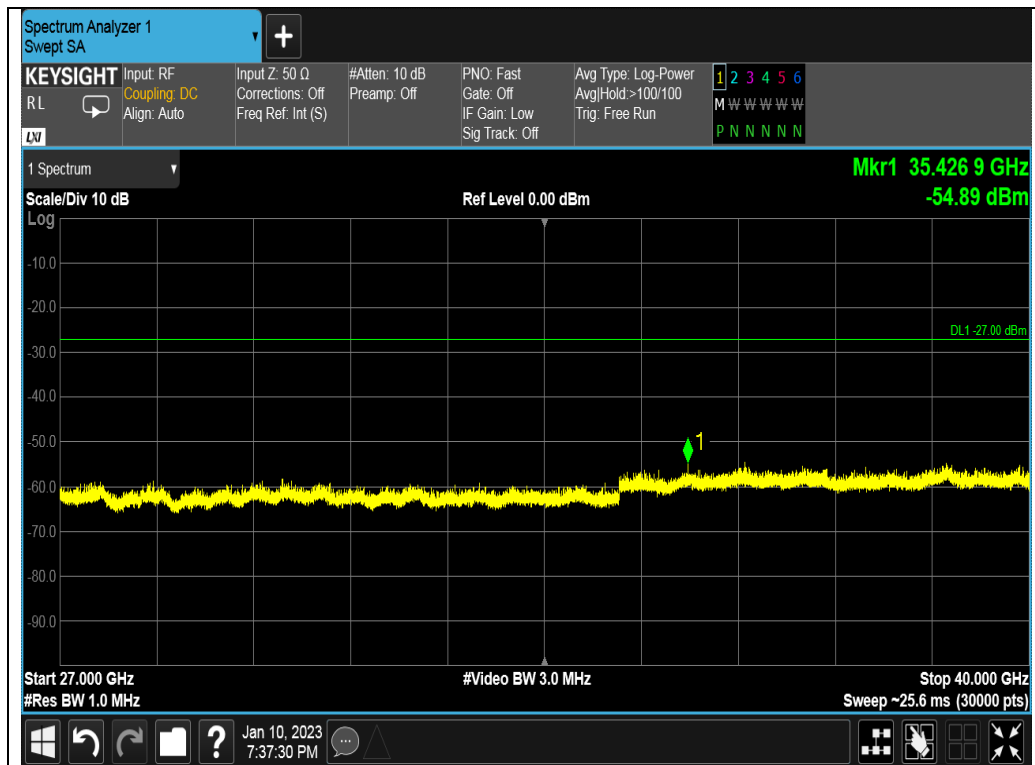 Spectrum Analyzer 1
Swept SA
+
KEYSIGHT
RL
LXI
Input: RF
Coupling: DC
Align: Auto
Input Z: 50 Ω
Corrections: Off
Freq Ref: Int (S)
#Atten: 10 dB
Preamp: Off
PNO: Fast
Gate: Off
IF Gain: Low
Sig Track: Off
Avg Type: Log-Power
Avg|Hold:>100/100
Trig: Free Run
1 2 3 4 5 6
M W W W W W
P N N N N N
1 Spectrum
Mkr1 35.426 9 GHz
-54.89 dBm
Scale/Div 10 dB
Ref Level 0.00 dBm
Log
-10.0
-20.0
DL1 -27.00 dBm
-30.0
-40.0
-50.0
1
-60.0
-70.0
-80.0
-90.0
Start 27.000 GHz
#Video BW 3.0 MHz
Stop 40.000 GHz
#Res BW 1.0 MHz
Sweep ~25.6 ms (30000 pts)
?
Jan 10, 2023
7:37:30 PM